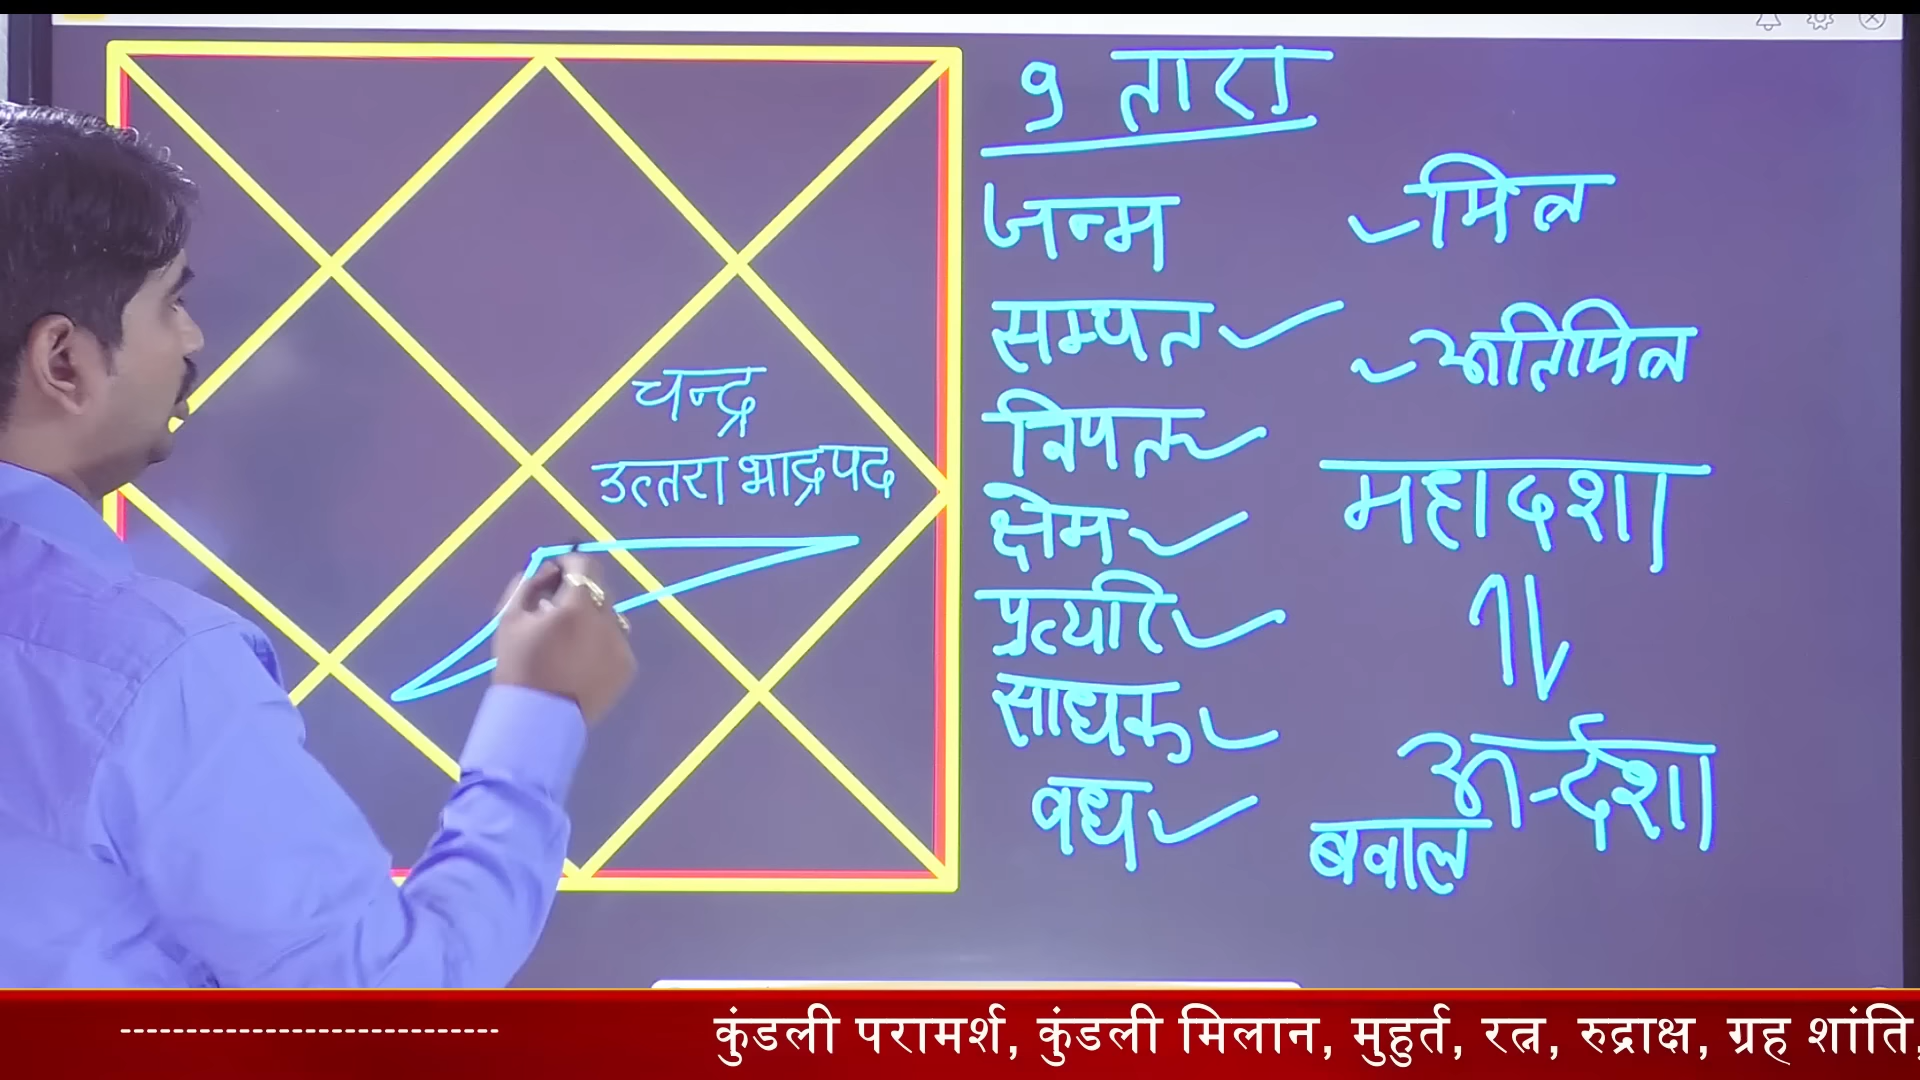 चन्द्र
उत्तरा भाद्रपद
९ तारा
जन्म
सम्पत
विपत
क्षेम
प्रत्यरि
साधक
वध
मित्र
अतिमित्र
महादशा
अन्र्दशा
बवाल
---------------------------- कुंडली परामर्श, कुंडली मिलान, मुहुर्त, रत्न, रुद्राक्ष, ग्रह शांति,